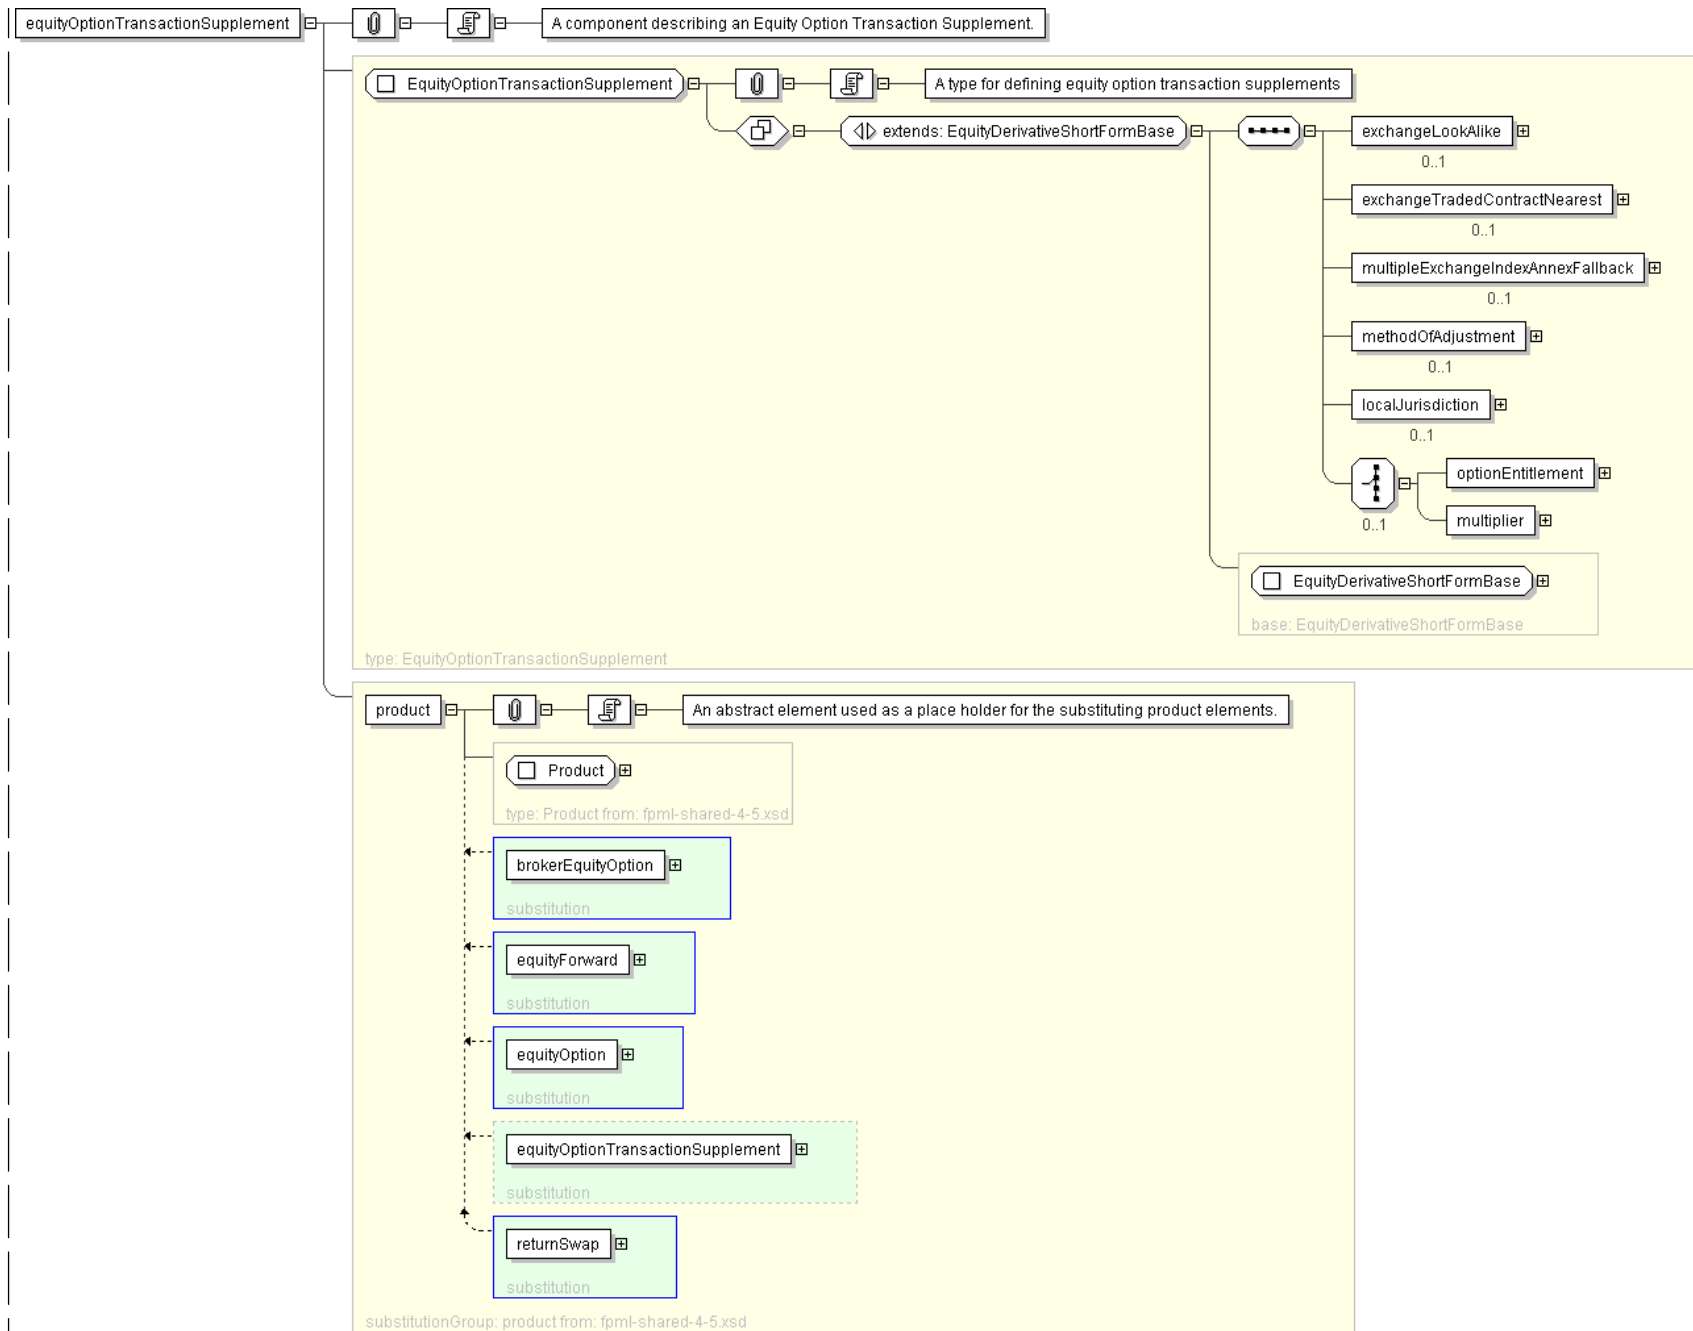 equityOptionTransactionSupplement
A component describing an Equity Option Transaction Supplement.
EquityOptionTransactionSupplement
A type for defining equity option transaction supplements
extends: EquityDerivativeShortFormBase
exchangeLookAlike
0..1
exchangeTradedContractNearest
0..1
multipleExchangeIndexAnnexFallback
0..1
methodOfAdjustment
0..1
localJurisdiction
0..1
optionEntitlement
multiplier
0..1
EquityDerivativeShortFormBase
base: EquityDerivativeShortFormBase
type: EquityOptionTransactionSupplement
product
An abstract element used as a place holder for the substituting product elements.
Product
type: Product from: fpml-shared-4-5.xsd
brokerEquityOption
substitution
equityForward
substitution
equityOption
substitution
equityOptionTransactionSupplement
substitution
returnSwap
substitution
substitutionGroup: product from: fpml-shared-4-5.xsd